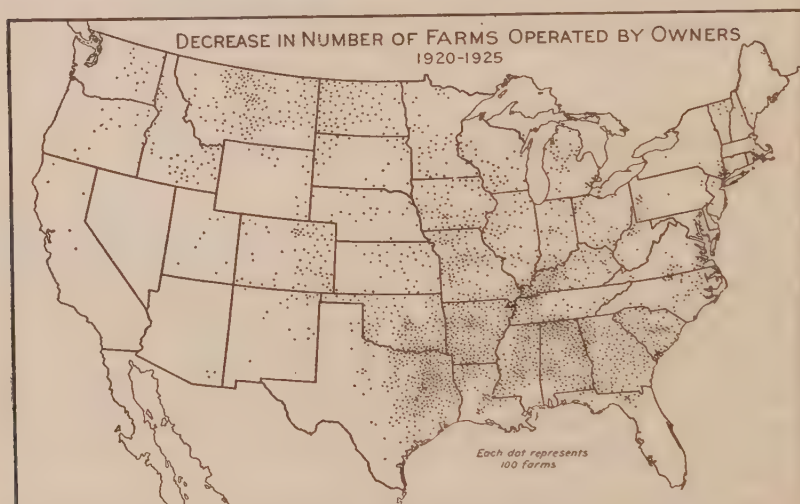 DECREASE IN NUMBER OF FARMS OPERATED BY OWNERS
1920-1925
Each dot represents
100 farms